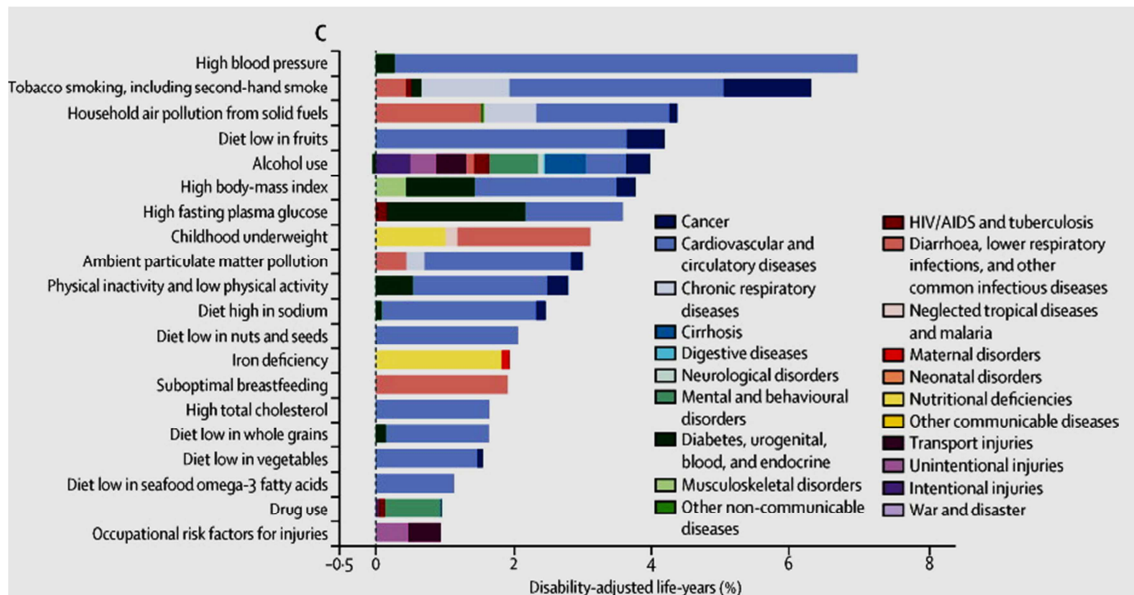 C
High blood pressure
Tobacco smoking, including second-hand smoke
Household air pollution from solid fuels
Diet low in fruits
Alcohol use
High body-mass index
High fasting plasma glucose
Childhood underweight
Ambient particulate matter pollution
Physical inactivity and low physical activity
Diet high in sodium
Diet low in nuts and seeds
Iron deficiency
Suboptimal breastfeeding
High total cholesterol
Diet low in whole grains
Diet low in vegetables
Diet low in seafood omega-3 fatty acids
Drug use
Occupational risk factors for injuries
Cancer
Cardiovascular and
circulatory diseases
Chronic respiratory
diseases
Cirrhosis
Digestive diseases
Neurological disorders
Mental and behavioural
disorders
Diabetes, urogenital,
blood, and endocrine
Musculoskeletal disorders
Other non-communicable
diseases
HIV/AIDS and tuberculosis
Diarrhoea, lower respiratory
infections, and other
common infectious diseases
Neglected tropical diseases
and malaria
Maternal disorders
Neonatal disorders
Nutritional deficiencies
Other communicable diseases
Transport injuries
Unintentional injuries
Intentional injuries
War and disaster
–0·5 0 2 4 6 8
Disability-adjusted life-years (%)